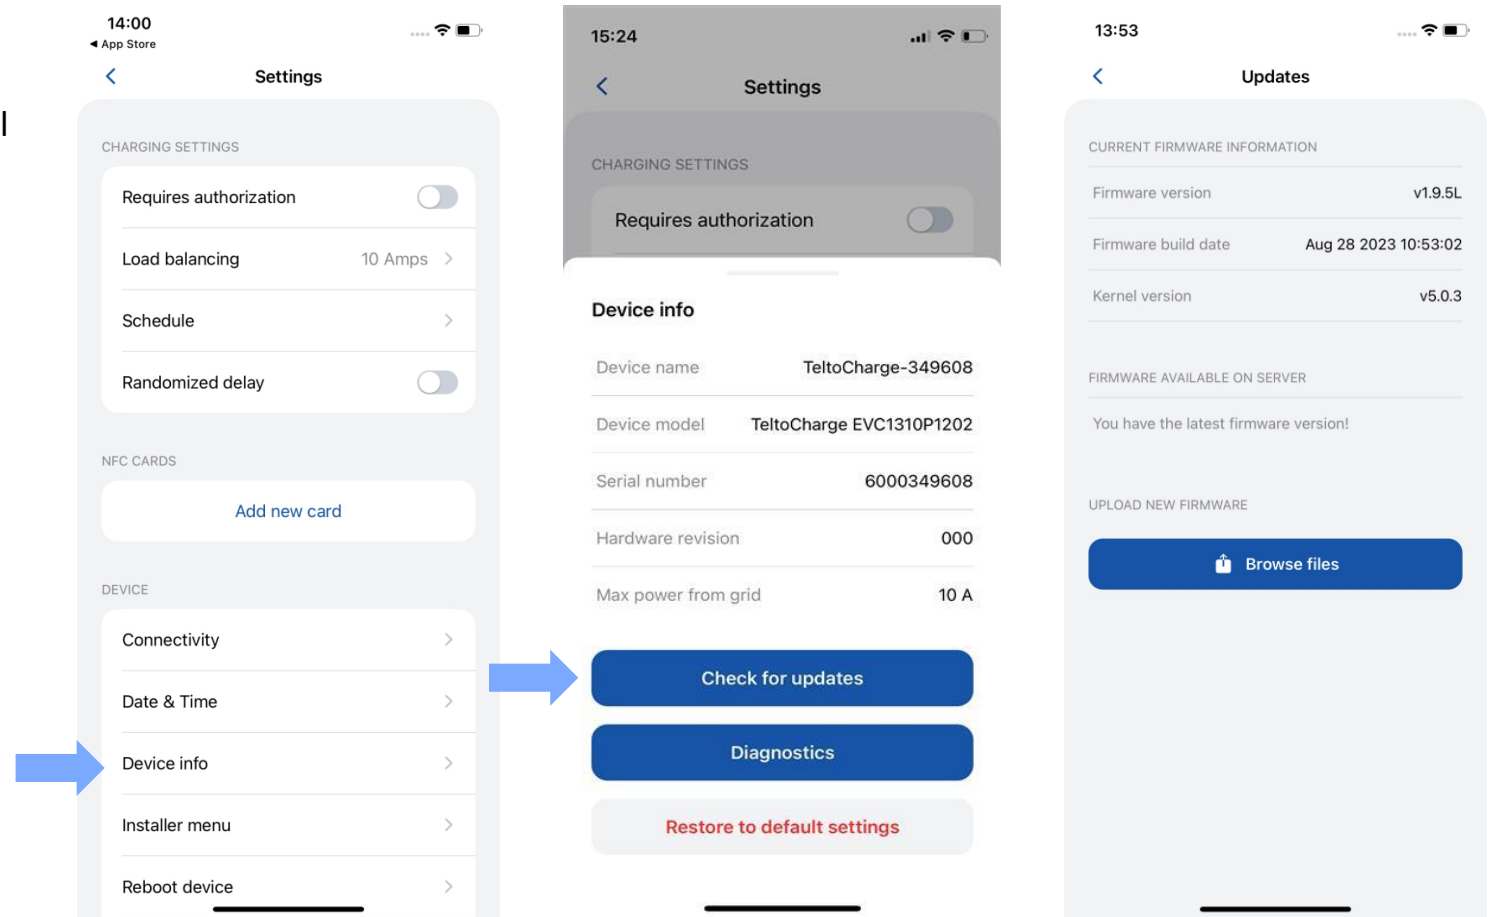 l
14:00
◄ App Store
Settings
CHARGING SETTINGS
Requires authorization
Load balancing 10 Amps
Schedule
Randomized delay
NFC CARDS
Add new card
DEVICE
Connectivity
Date & Time
Device info
Installer menu
Reboot device
15:24
Settings
CHARGING SETTINGS
Requires authorization
Device info
Device name TeltoCharge-349608
Device model TeltoCharge EVC1310P1202
Serial number 6000349608
Hardware revision 000
Max power from grid 10 A
Check for updates
Diagnostics
Restore to default settings
13:53
Updates
CURRENT FIRMWARE INFORMATION
Firmware version v1.9.5L
Firmware build date Aug 28 2023 10:53:02
Kernel version v5.0.3
FIRMWARE AVAILABLE ON SERVER
You have the latest firmware version!
UPLOAD NEW FIRMWARE
Browse files